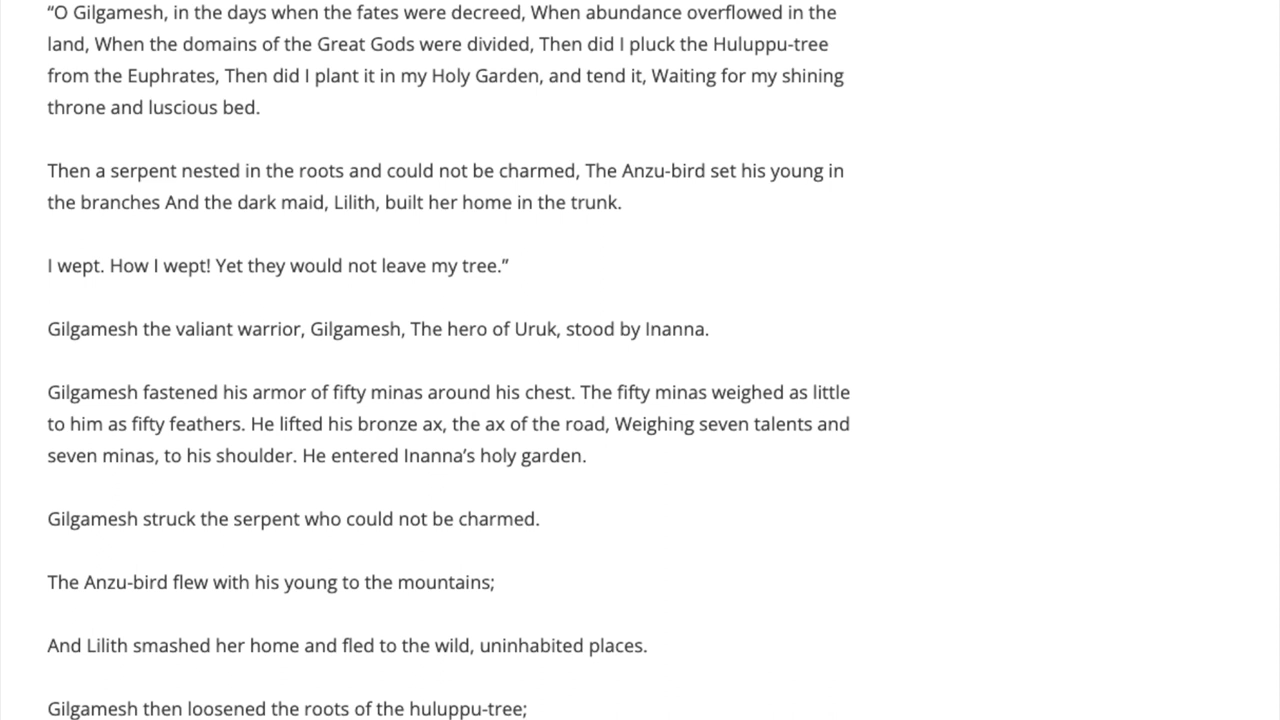 “O Gilgamesh, in the days when the fates were decreed, When abundance overflowed in the
land, When the domains of the Great Gods were divided, Then did I pluck the Huluppu-tree
from the Euphrates, Then did I plant it in my Holy Garden, and tend it, Waiting for my shining
throne and luscious bed.
Then a serpent nested in the roots and could not be charmed, The Anzu-bird set his young in
the branches And the dark maid, Lilith, built her home in the trunk.
I wept. How I wept! Yet they would not leave my tree.”
Gilgamesh the valiant warrior, Gilgamesh, The hero of Uruk, stood by Inanna.
Gilgamesh fastened his armor of fifty minas around his chest. The fifty minas weighed as little
to him as fifty feathers. He lifted his bronze ax, the ax of the road, Weighing seven talents and
seven minas, to his shoulder. He entered Inanna’s holy garden.
Gilgamesh struck the serpent who could not be charmed.
The Anzu-bird flew with his young to the mountains;
And Lilith smashed her home and fled to the wild, uninhabited places.
Gilgamesh then loosened the roots of the huluppu-tree;